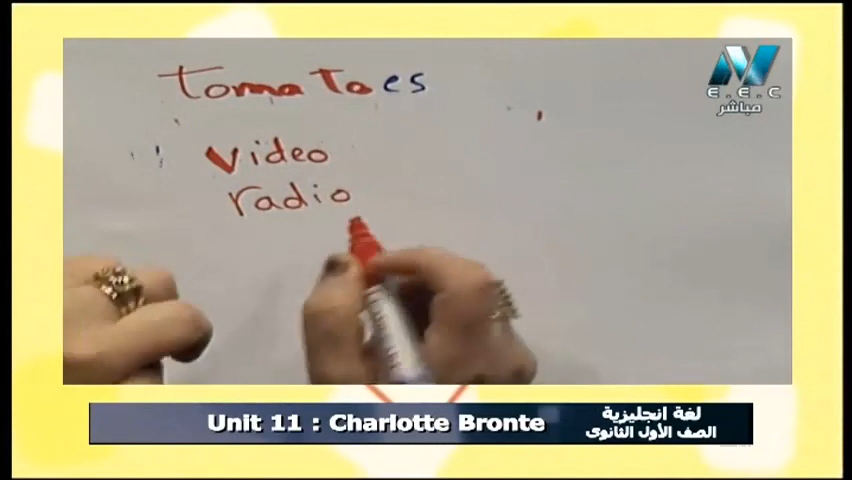 Tomatoes
video
radio
E.E.C
مباشر
Unit 11 : Charlotte Bronte
لغة انجليزية
الصف الأول الثانوى